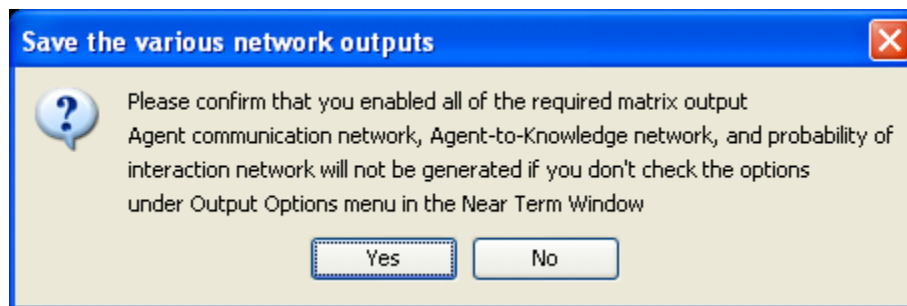 Save the various network outputs
Please confirm that you enabled all of the required matrix output
Agent communication network, Agent-to-Knowledge network, and probability of
interaction network will not be generated if you don't check the options
under Output Options menu in the Near Term Window
Yes
No